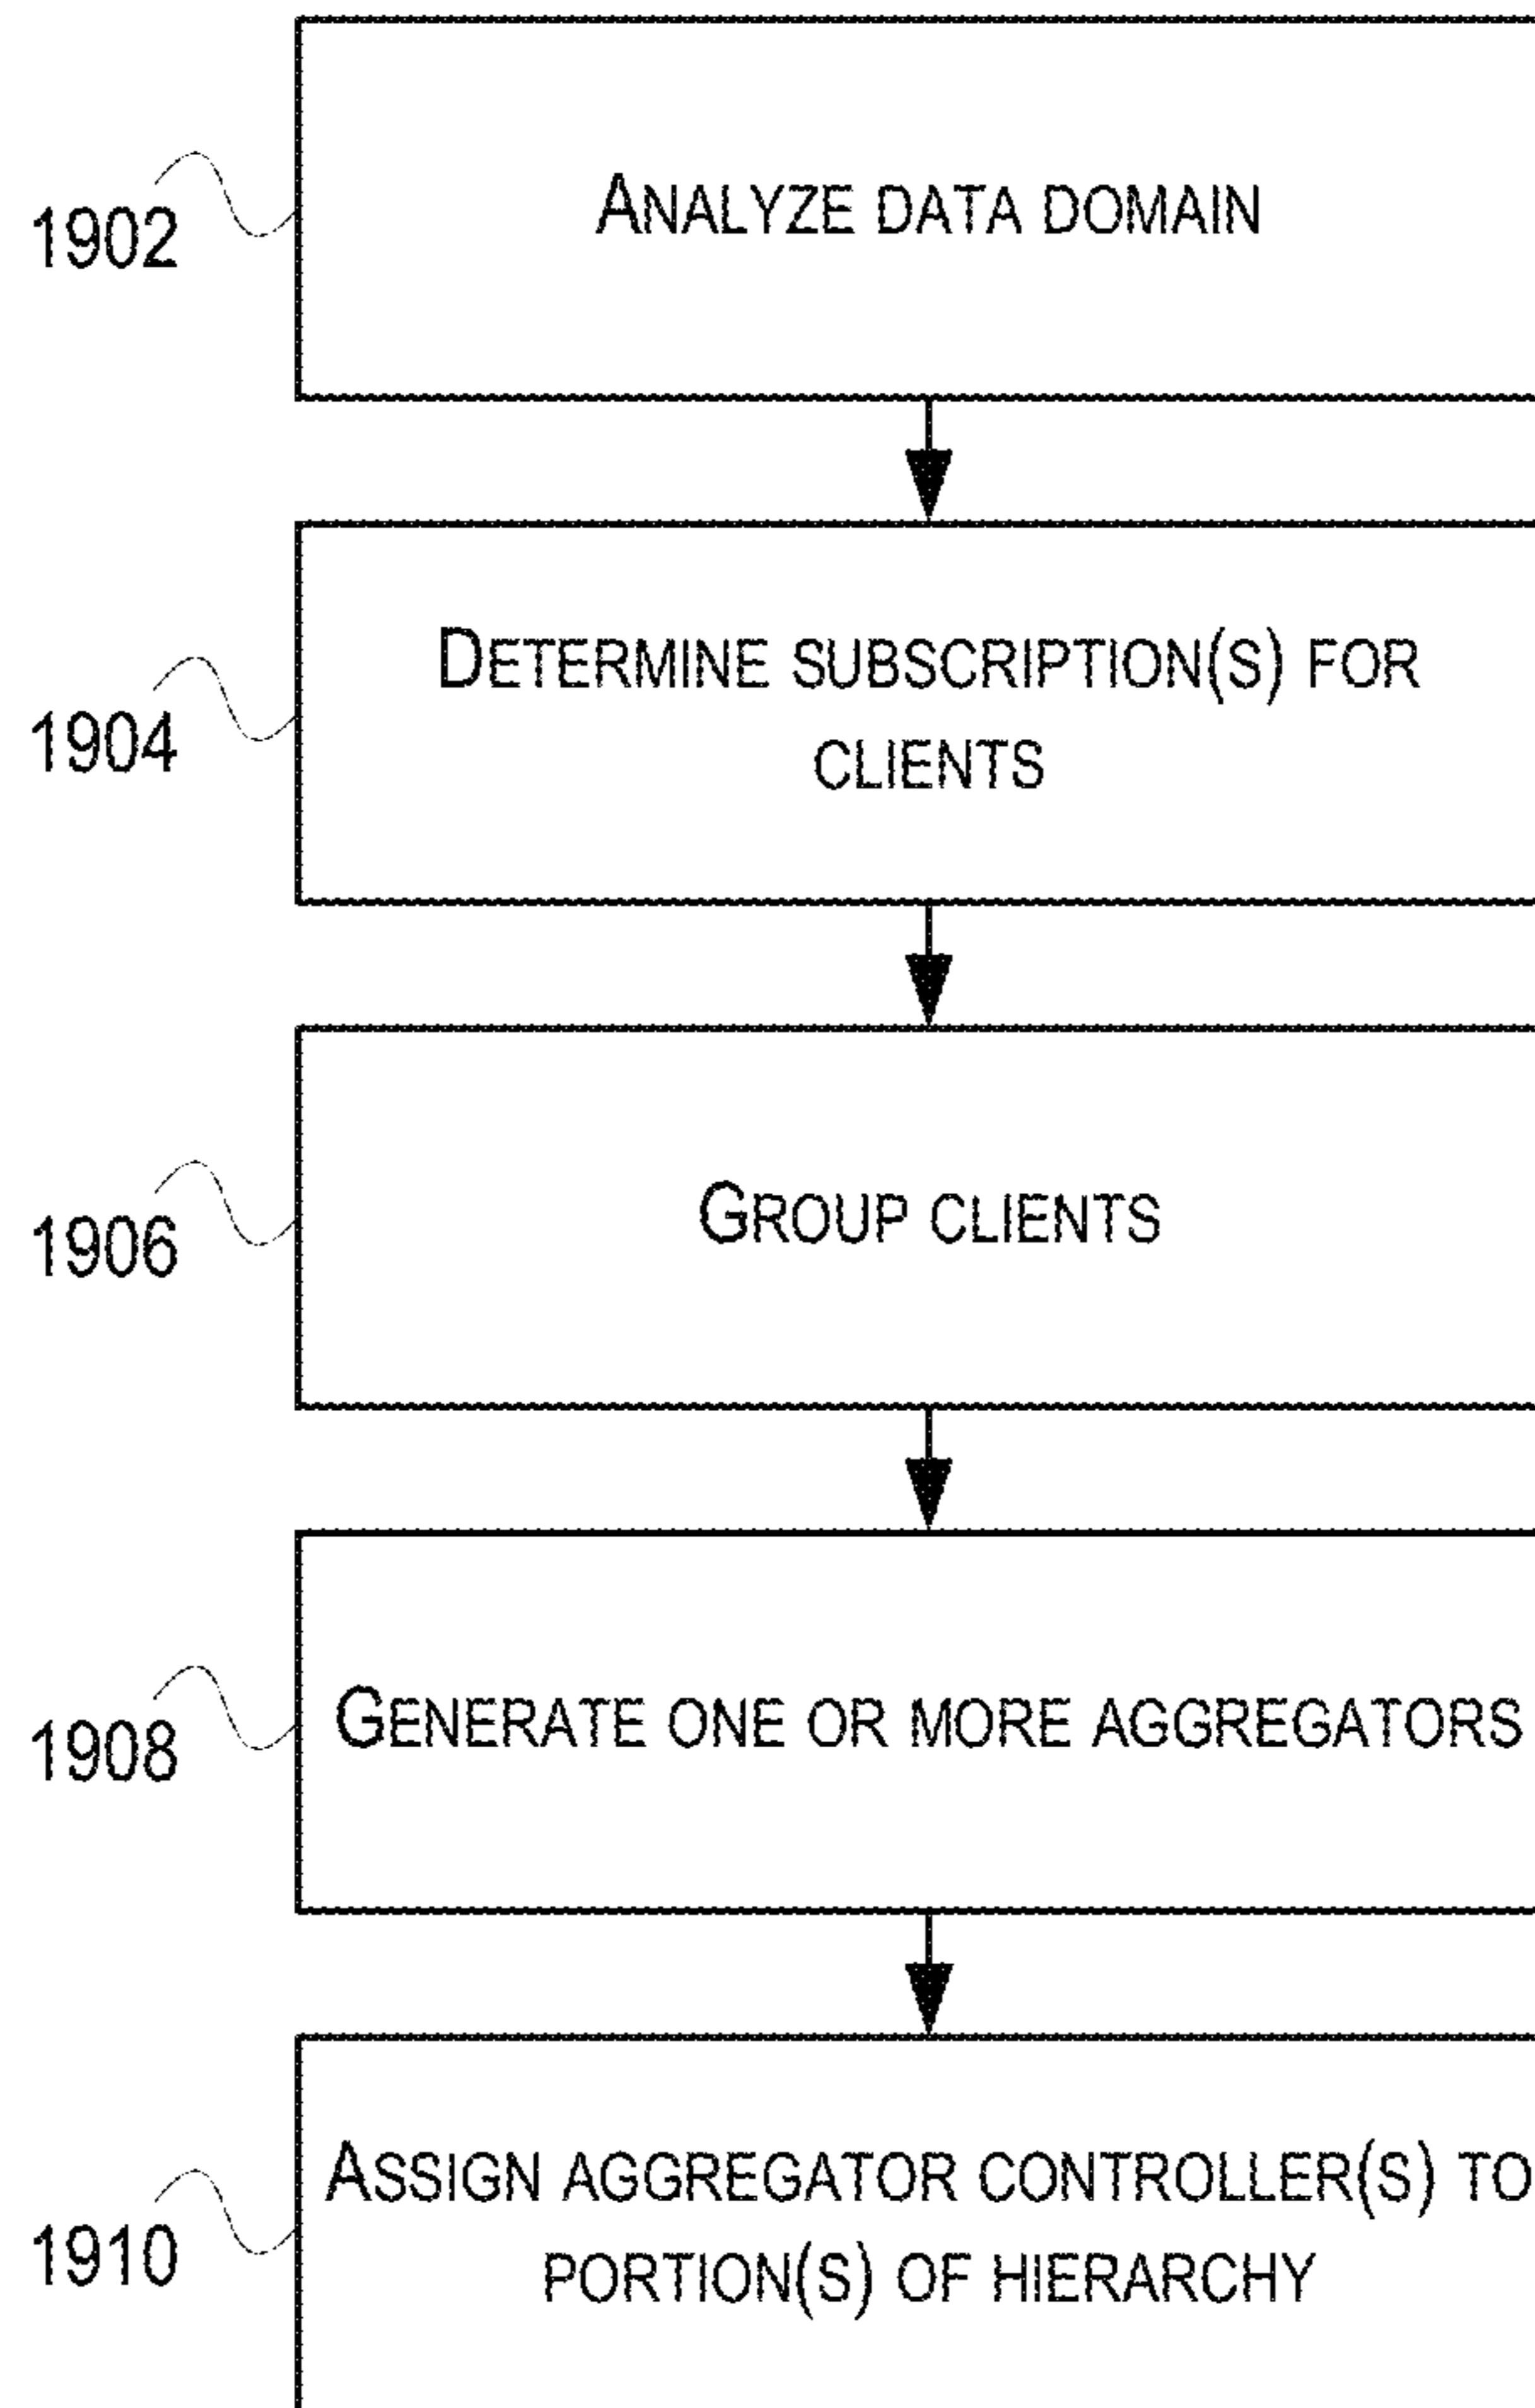 ANALYZE DATA DOMAIN
1902
DETERMINE SUBSCRIPTION(S) FOR
CLIENTS
1904
GROUP CLIENTS
1906
GENERATE ONE OR MORE AGGREGATORS
1908
ASSIGN AGGREGATOR CONTROLLER(S) TO
PORTION(S) OF HIERARCHY
1910